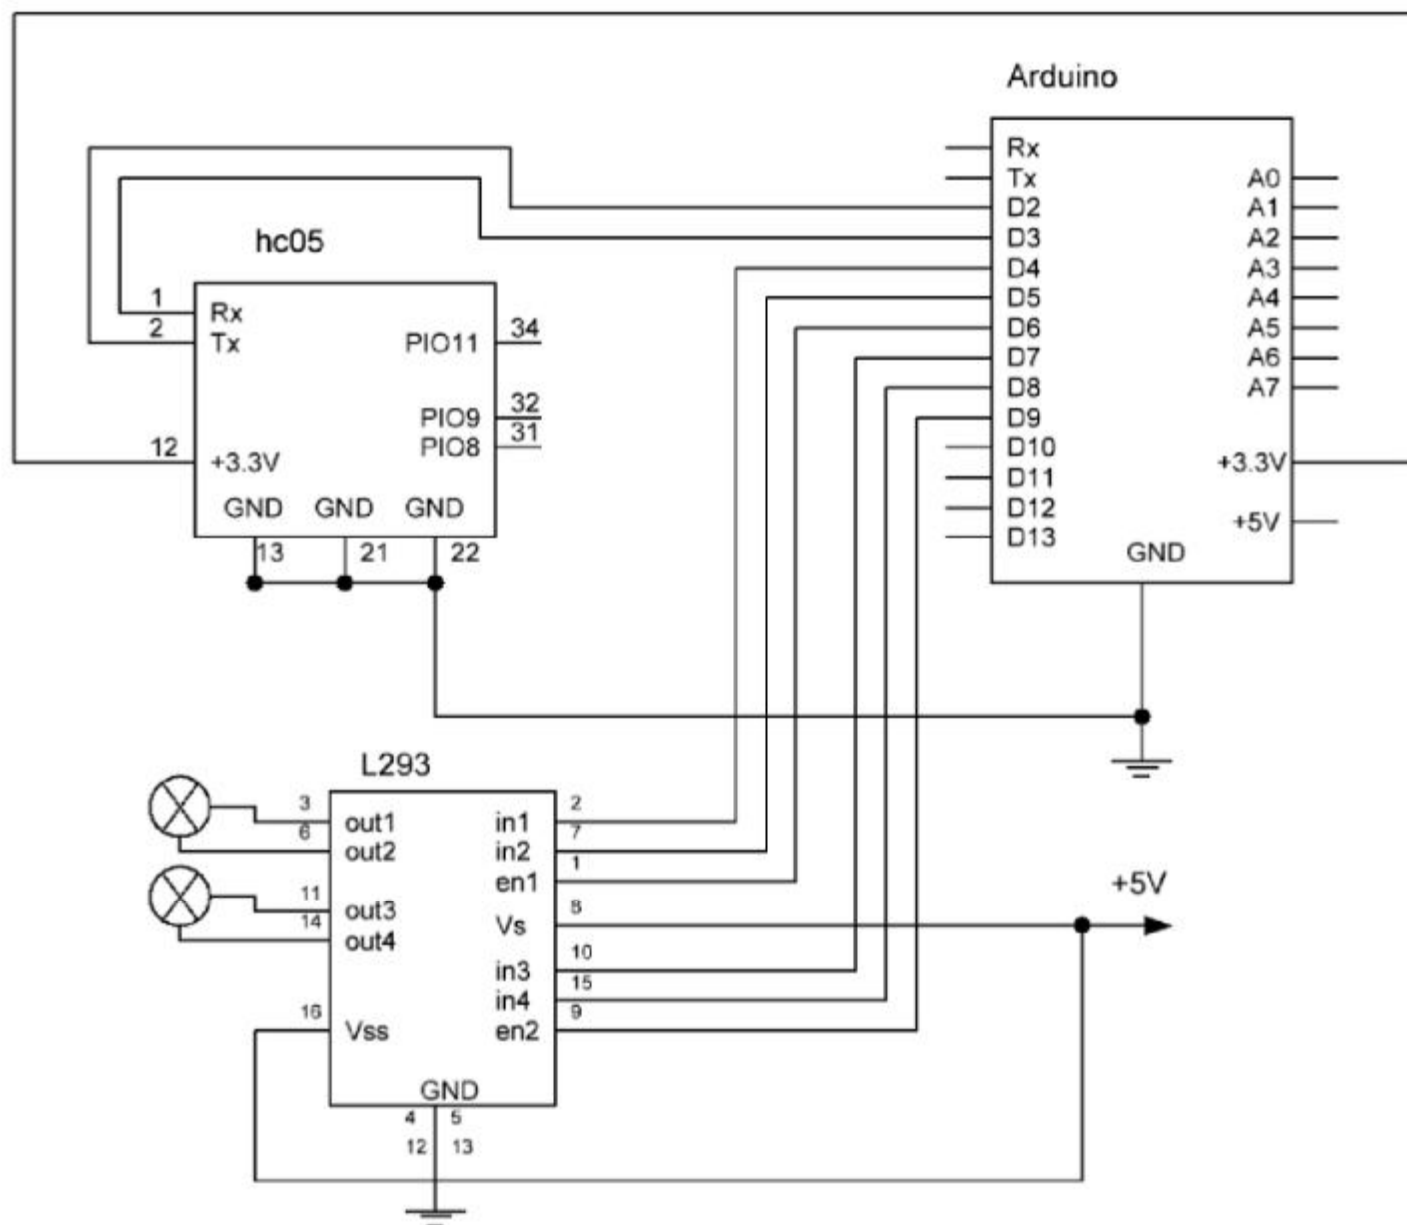 Arduino
Rx
Tx
D2
D3
D4
D5
D6
D7
D8
D9
D10
D11
D12
D13
A0
A1
A2
A3
A4
A5
A6
A7
+3.3V
+5V
GND
hc05
1
2
12
Rx
Tx
+3.3V
PIO11
PIO9
PIO8
34
32
31
GND GND GND
13 21 22
L293
3
6
11
14
16
out1
out2
out3
out4
Vss
in1
in2
en1
Vs
in3
in4
en2
2
7
1
8
10
15
9
GND
4 5
12 13
+5V